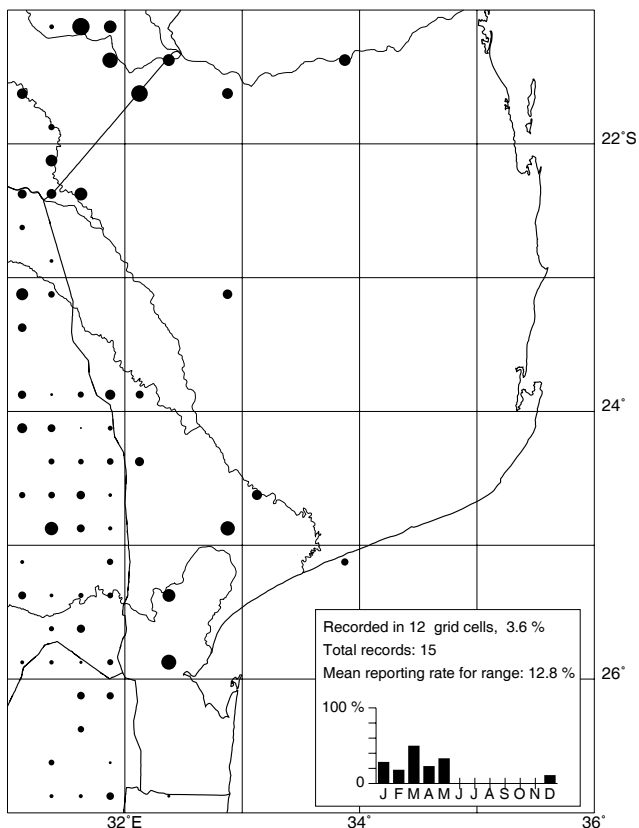 22˚S
24˚
26˚
Recorded in 12 grid cells, 3.6 %
Total records: 15
Mean reporting rate for range: 12.8 %
100 %
0
J F M A M J J A S O N D
32˚E 34˚ 36˚